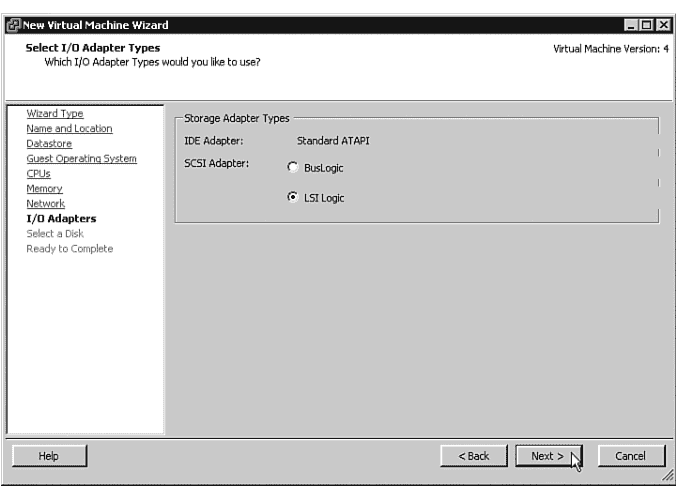 New Virtual Machine Wizard
Select I/O Adapter Types
Which I/O Adapter Types would you like to use?
Virtual Machine Version: 4
Wizard Type
Name and Location
Datastore
Guest Operating System
CPUs
Memory
Network
I/O Adapters
Select a Disk
Ready to Complete
Storage Adapter Types
IDE Adapter: Standard ATAPI
SCSI Adapter: BusLogic
LSI Logic
Help
< Back Next > Cancel